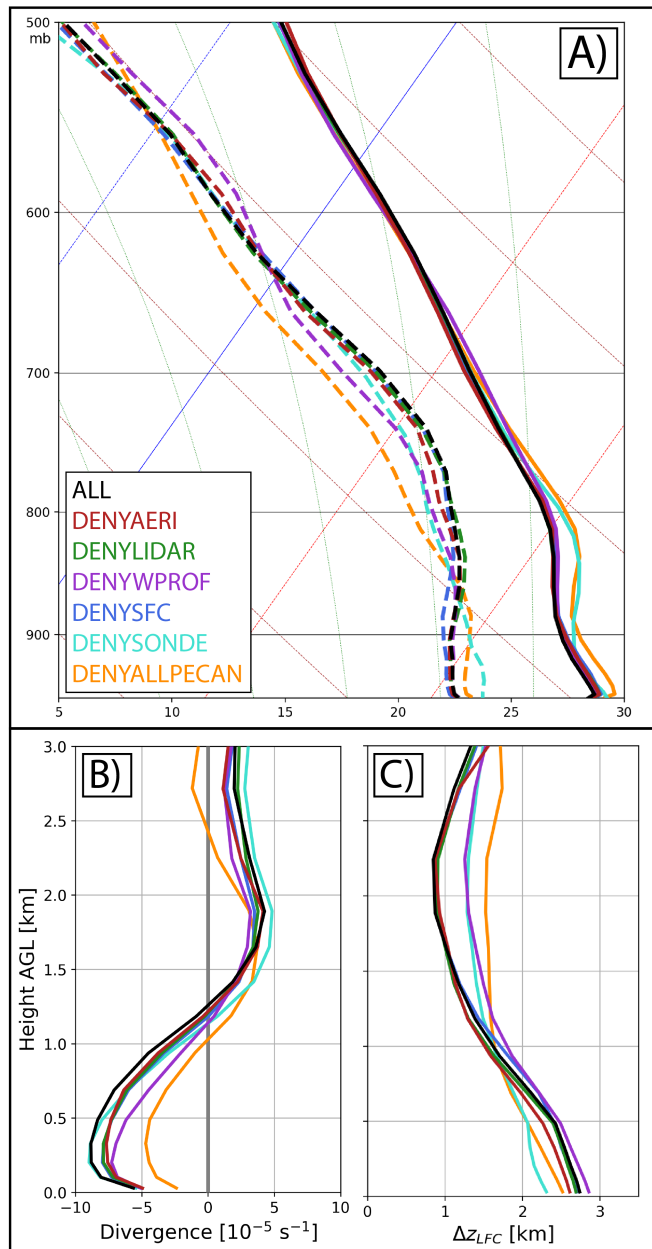 500
mb
A)
600
700
800
900
ALL
DENYAERI
DENYLIDAR
DENYWPROF
DENYSFC
DENYSONDE
DENYALLPECAN
5
10
15
20
25
30
B)
3.0
2.5
2.0
1.5
1.0
0.5
0.0
Height AGL [km]
−10
−5
0
5
10
Divergence [10⁻⁵ s⁻¹]
C)
0
1
2
3
Δz_LFC [km]